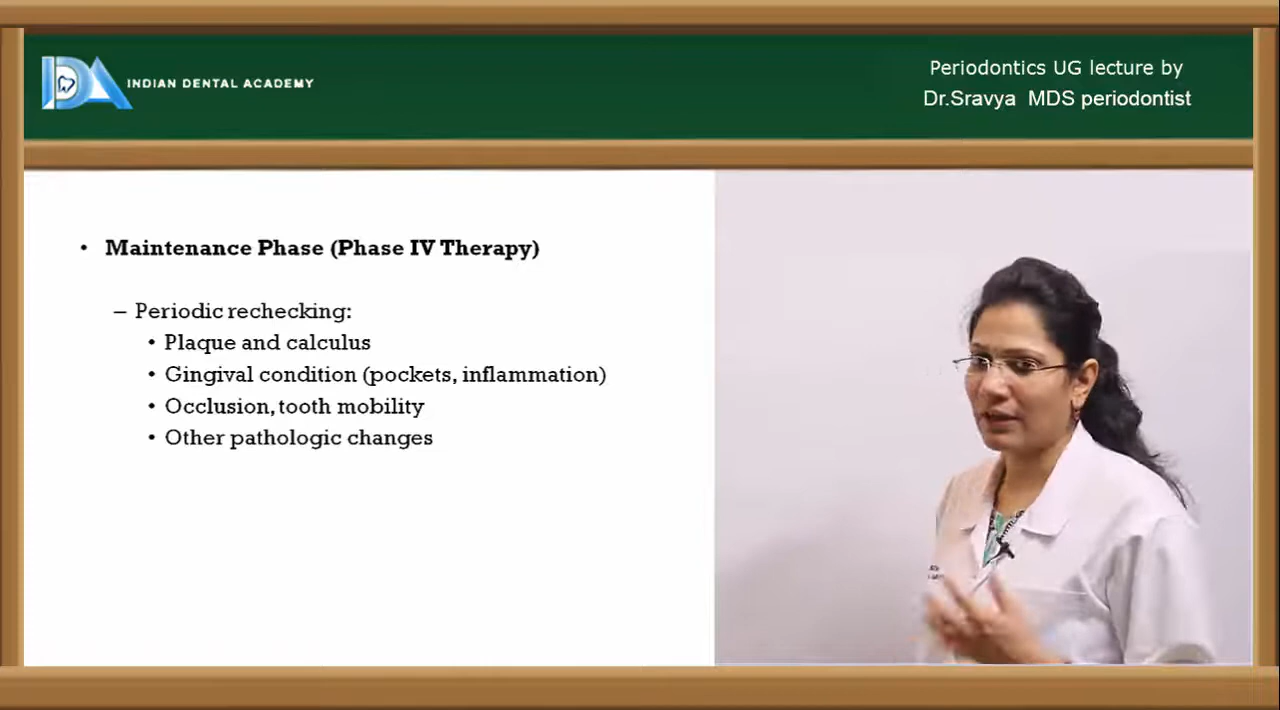 INDIAN DENTAL ACADEMY
Periodontics UG lecture by
Dr.Sravya MDS periodontist
• Maintenance Phase (Phase IV Therapy)
– Periodic rechecking:
• Plaque and calculus
• Gingival condition (pockets, inflammation)
• Occlusion, tooth mobility
• Other pathologic changes